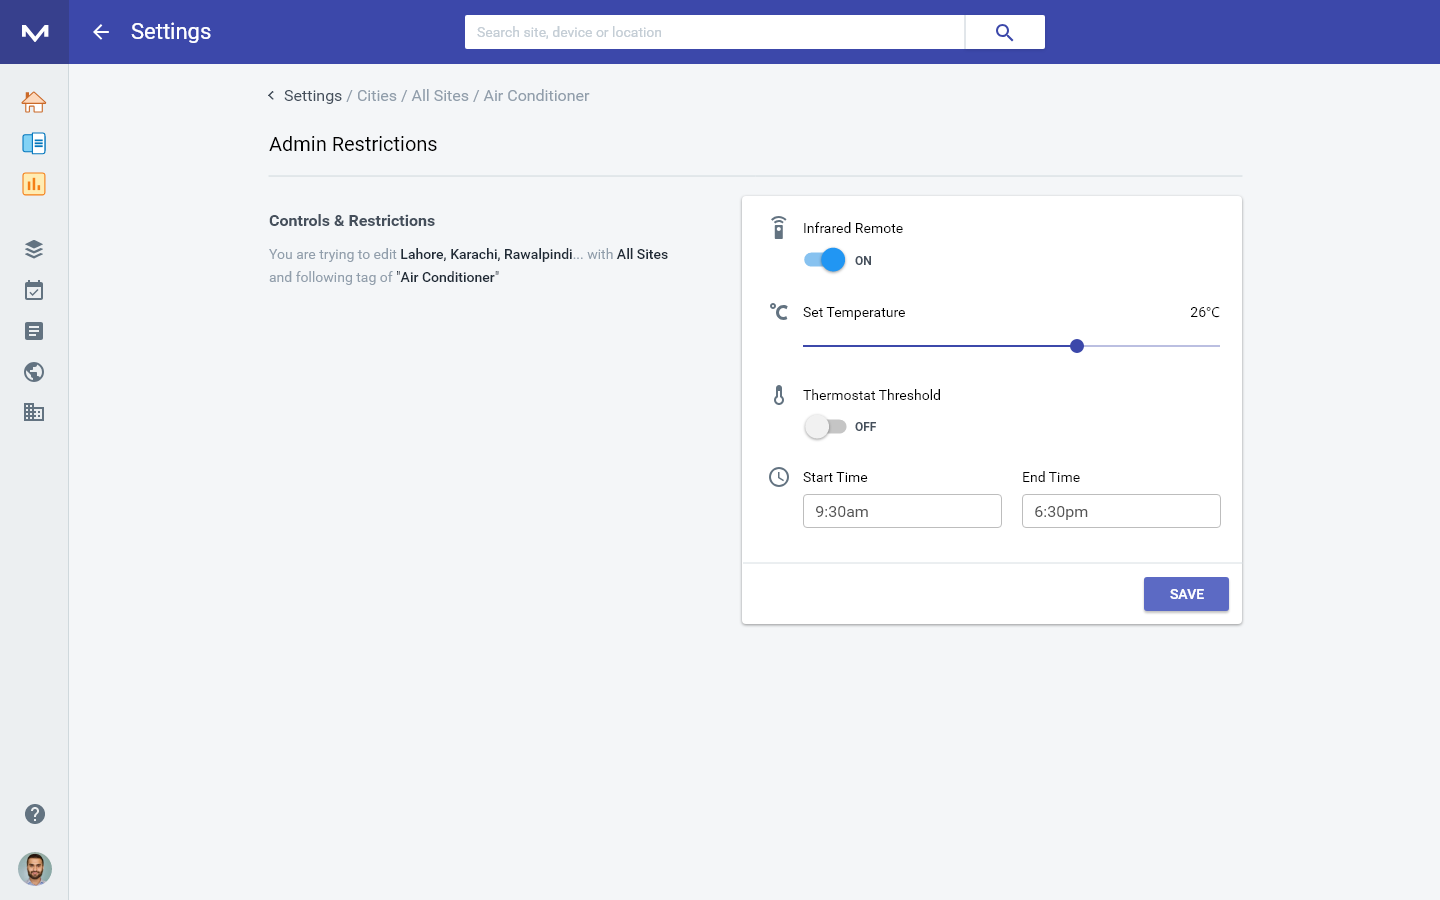 Settings
Search site, device or location
Settings / Cities / All Sites / Air Conditioner
Admin Restrictions
Controls & Restrictions
You are trying to edit Lahore, Karachi, Rawalpindi... with All Sites
and following tag of "Air Conditioner"
Infrared Remote
ON
°C Set Temperature 26°C
Thermostat Threshold
OFF
Start Time End Time
9:30am 6:30pm
SAVE